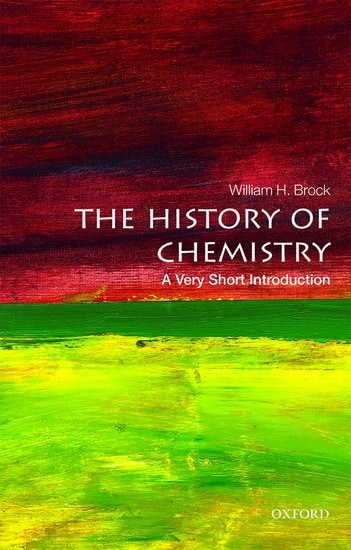 William H. Brock
THE HISTORY OF
CHEMISTRY
A Very Short Introduction
OXFORD